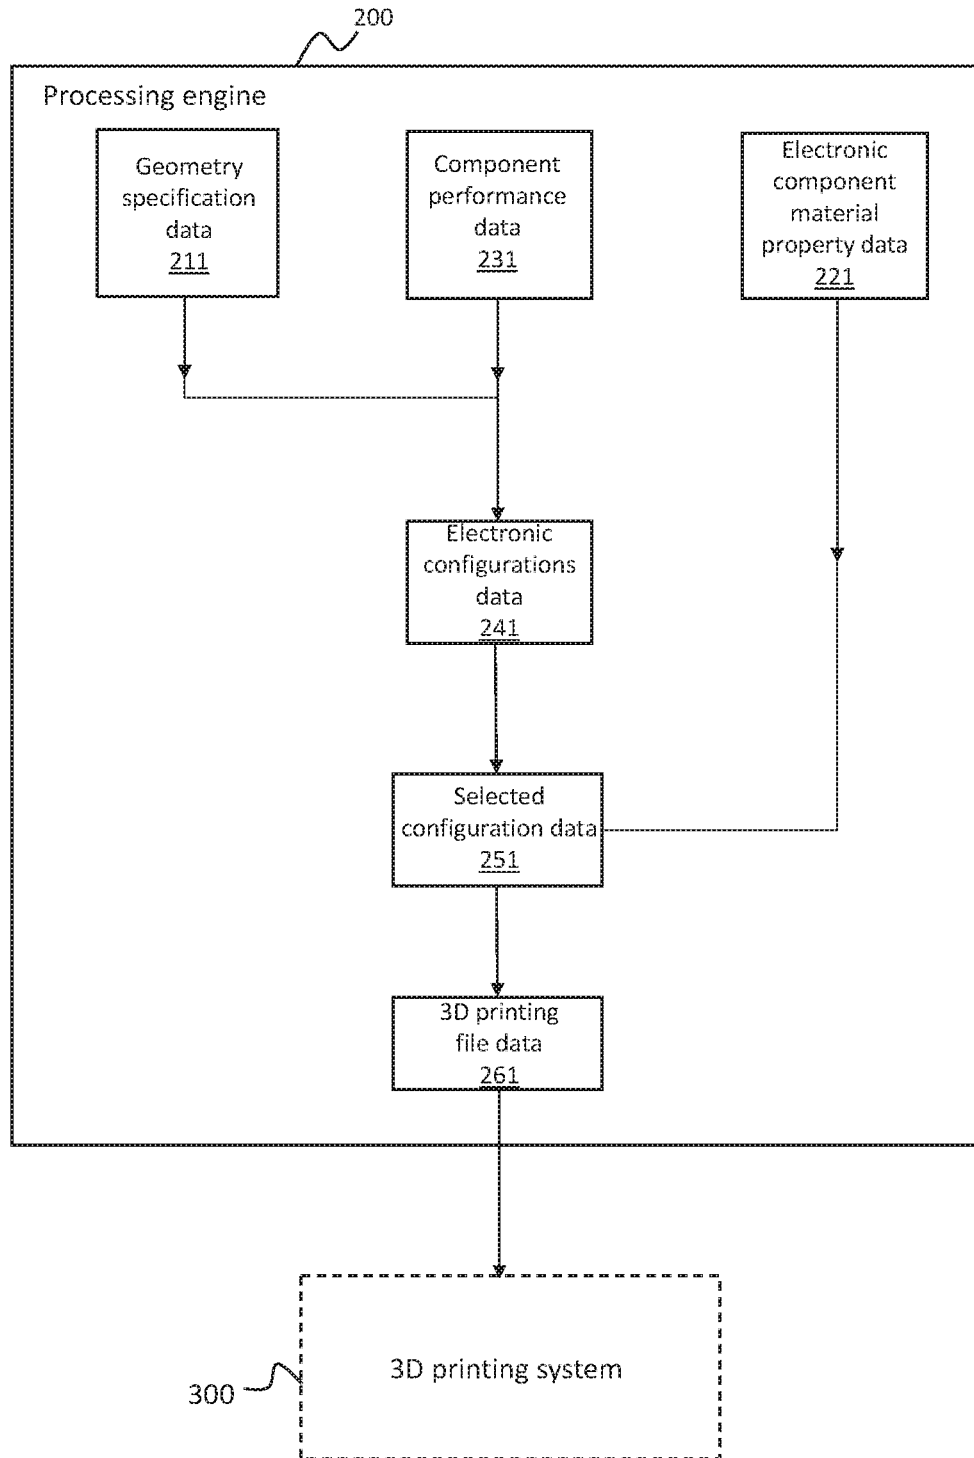 200
Processing engine
Geometry
specification
data
211
Component
performance
data
231
Electronic
component
material
property data
221
Electronic
configurations
data
241
Selected
configuration data
251
3D printing
file data
261
3D printing system
300